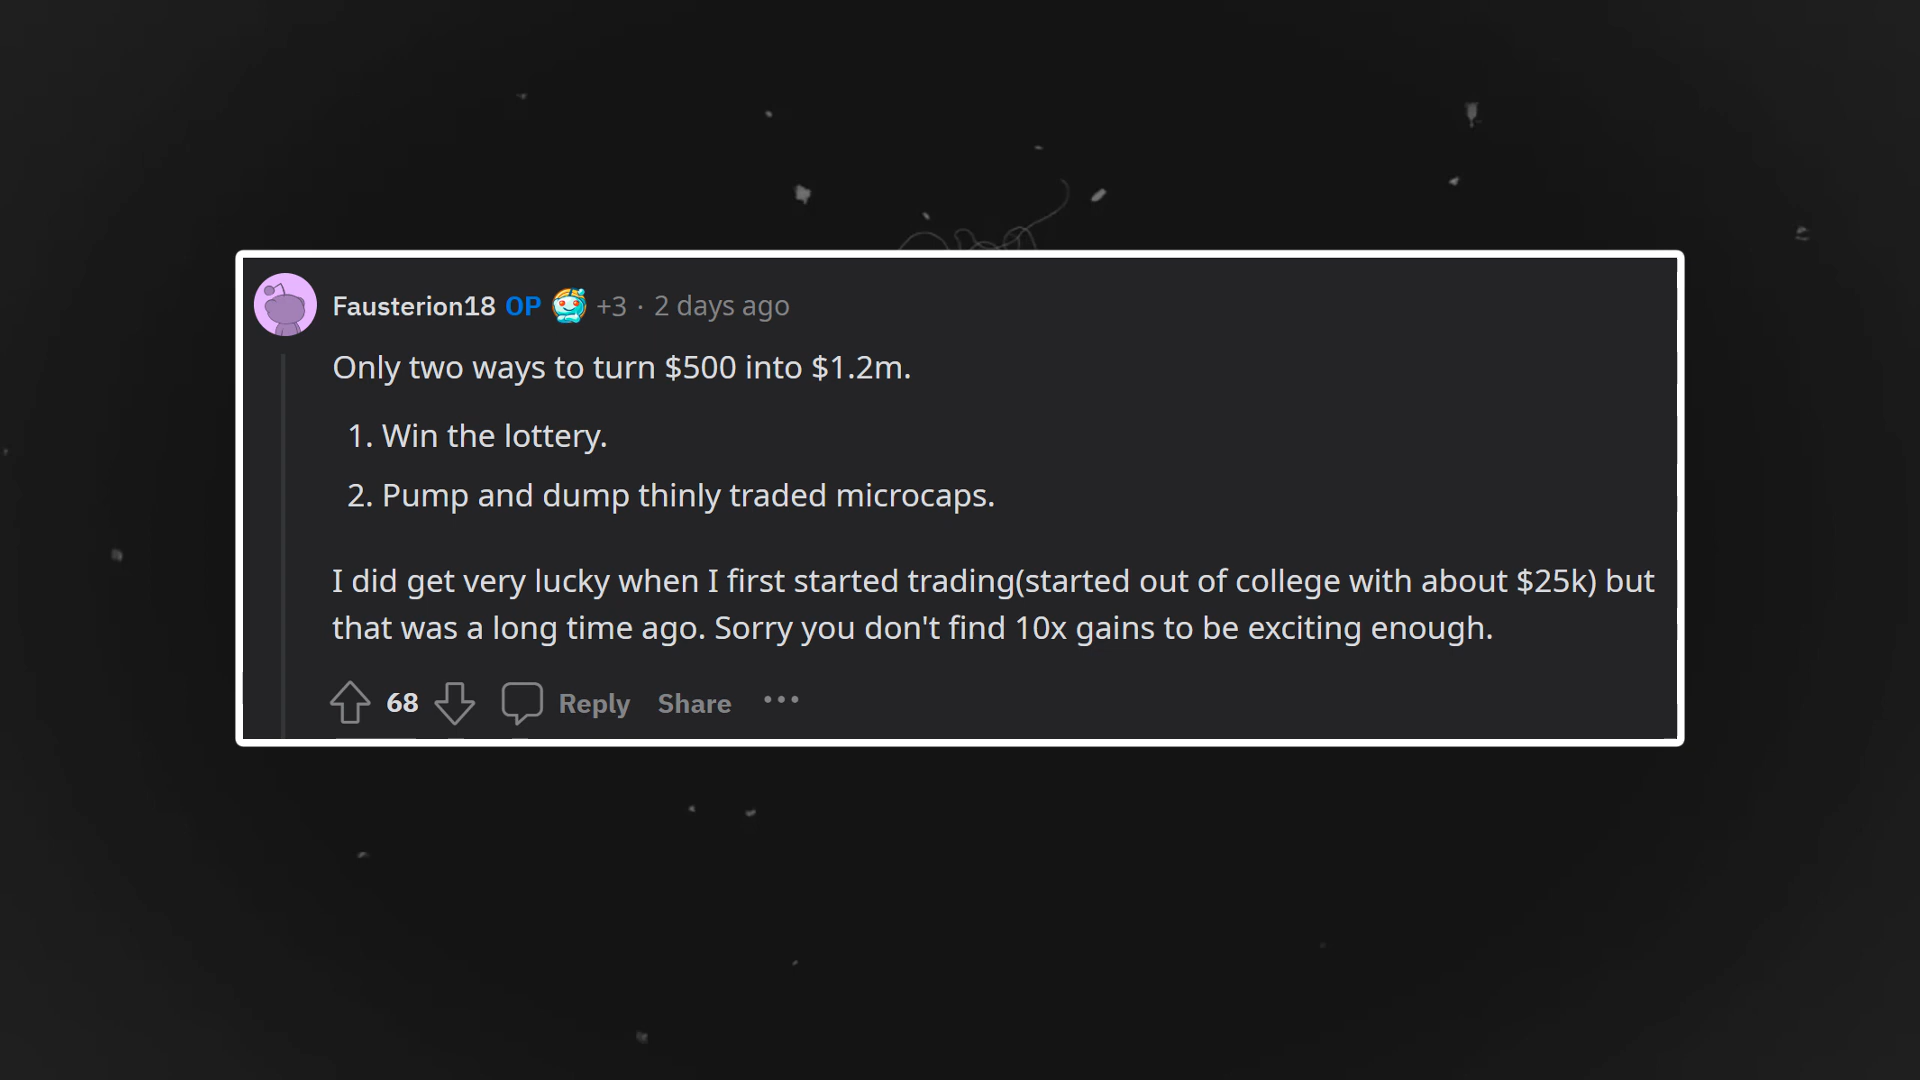 Fausterion18 OP +3 · 2 days ago
Only two ways to turn $500 into $1.2m.
1. Win the lottery.
2. Pump and dump thinly traded microcaps.
I did get very lucky when I first started trading(started out of college with about $25k) but
that was a long time ago. Sorry you don't find 10x gains to be exciting enough.
68 Reply Share ···